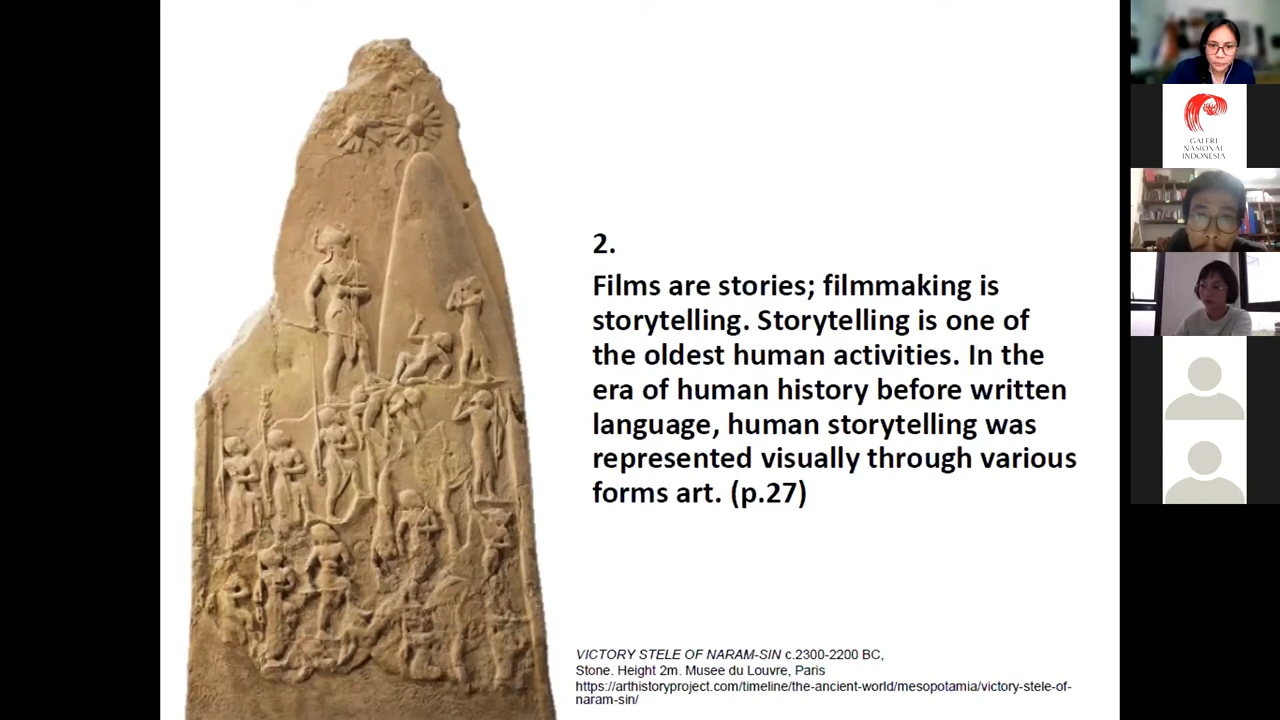 2.
Films are stories; filmmaking is
storytelling. Storytelling is one of
the oldest human activities. In the
era of human history before written
language, human storytelling was
represented visually through various
forms art. (p.27)
VICTORY STELE OF NARAM-SIN c.2300-2200 BC,
Stone. Height 2m. Musee du Louvre, Paris
https://arthistoryproject.com/timeline/the-ancient-world/mesopotamia/victory-stele-of-
naram-sin/
GALERI
NASIONAL
INDONESIA